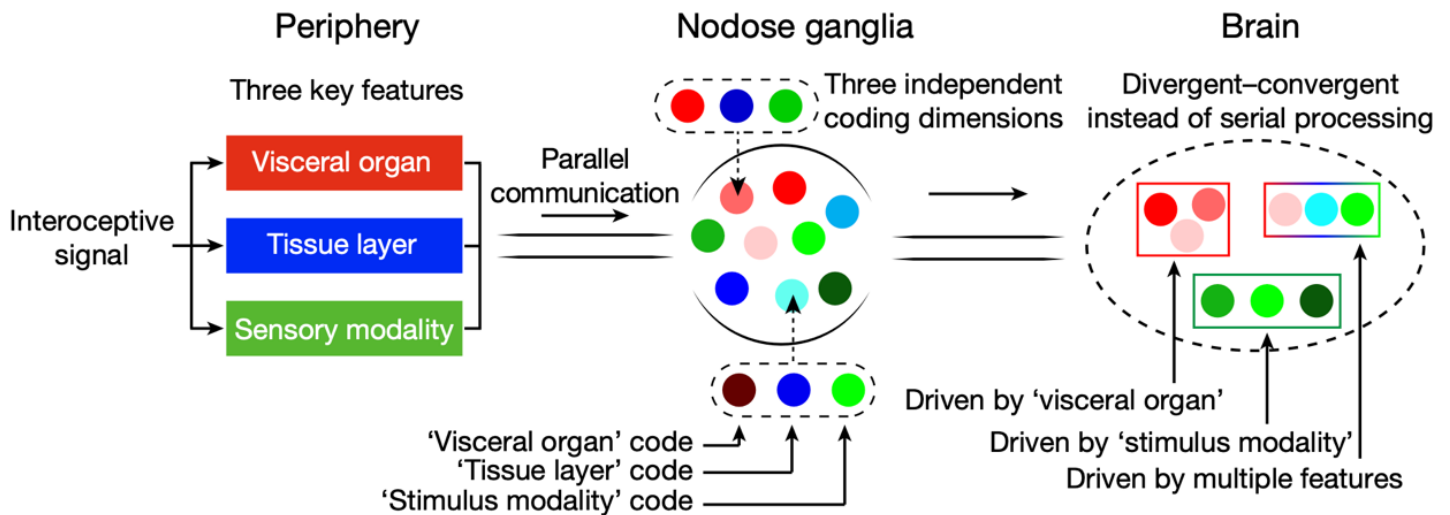 Periphery
Nodose ganglia
Brain
Three key features
Three independent
coding dimensions
Divergent–convergent
instead of serial processing
Interoceptive
signal
Visceral organ
Tissue layer
Sensory modality
Parallel
communication
‘Visceral organ’ code
‘Tissue layer’ code
‘Stimulus modality’ code
Driven by ‘visceral organ’
Driven by ‘stimulus modality’
Driven by multiple features